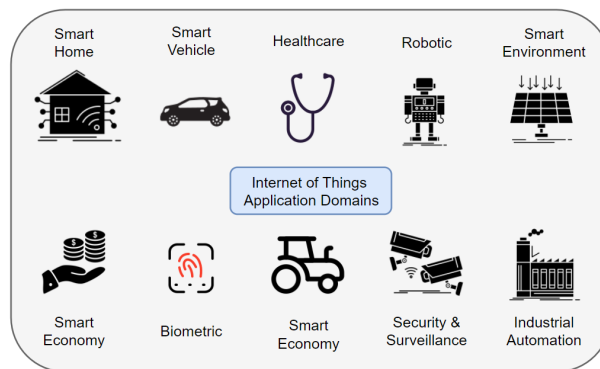 Smart
Home
Smart
Vehicle
Healthcare
Robotic
Smart
Environment
Internet of Things
Application Domains
$
$
Smart
Economy
Biometric
Smart
Economy
Security &
Surveillance
Industrial
Automation